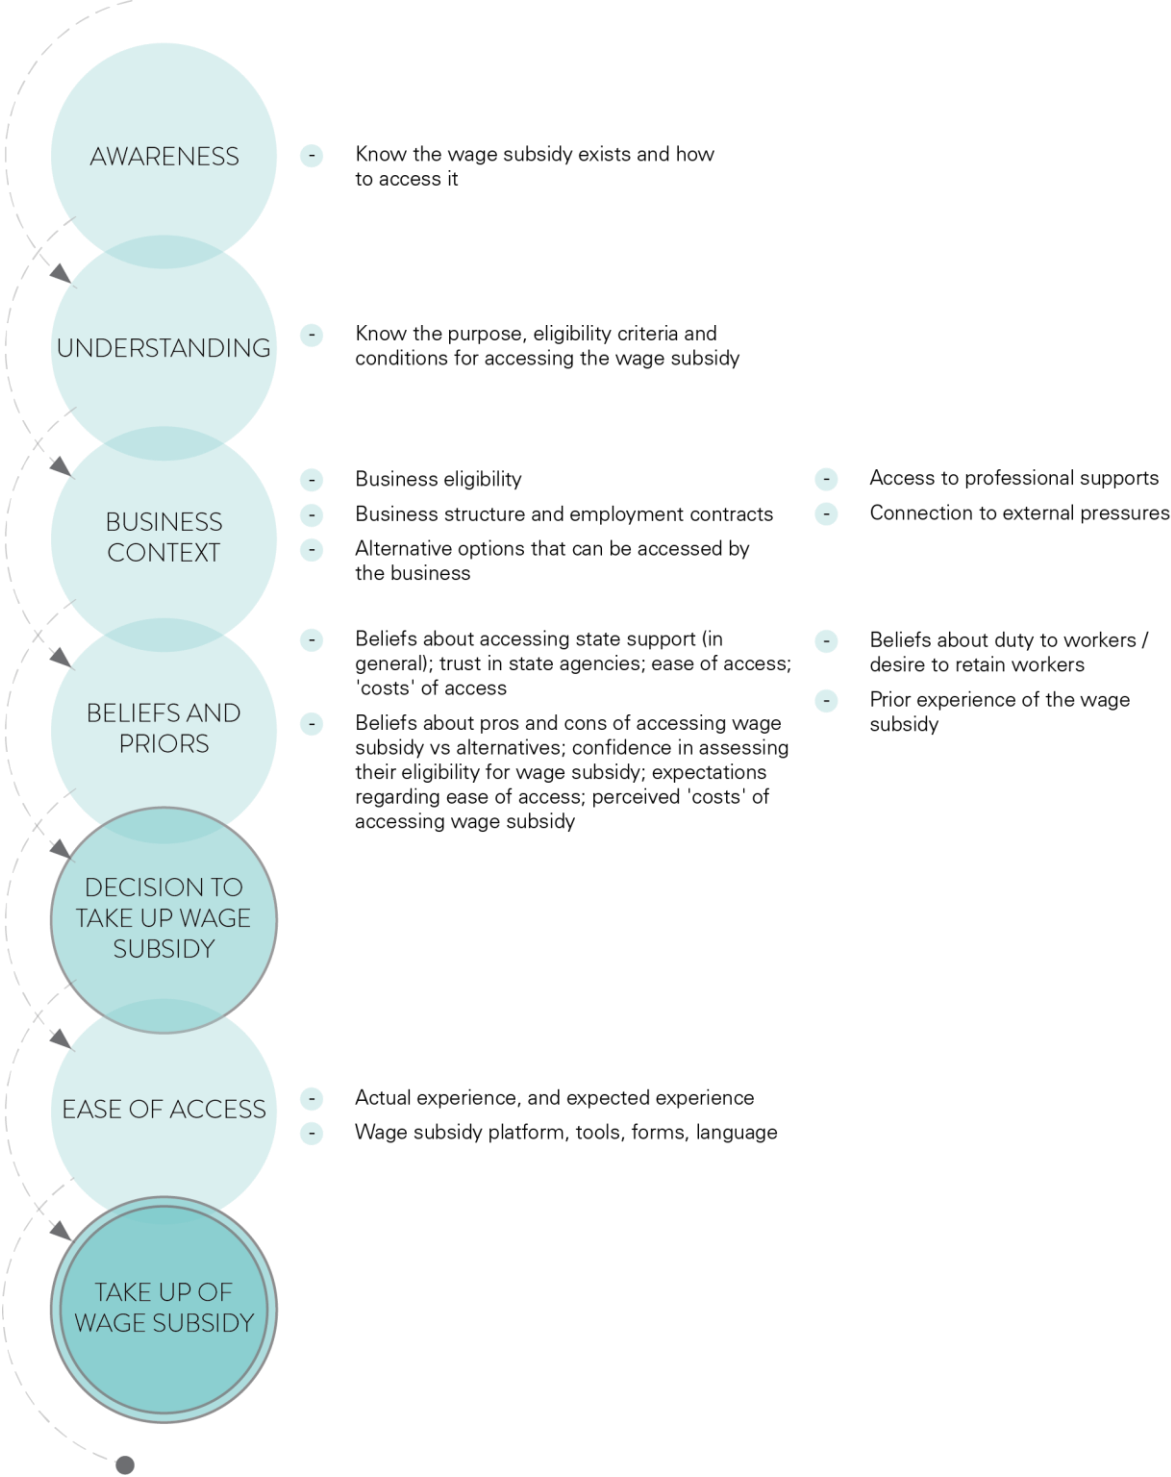 AWARENESS
- Know the wage subsidy exists and how
to access it
UNDERSTANDING
- Know the purpose, eligibility criteria and
conditions for accessing the wage subsidy
BUSINESS
CONTEXT
- Business eligibility
- Business structure and employment contracts
- Alternative options that can be accessed by
the business
- Access to professional supports
- Connection to external pressures
BELIEFS AND
PRIORS
- Beliefs about accessing state support (in
general); trust in state agencies; ease of access;
'costs' of access
- Beliefs about pros and cons of accessing wage
subsidy vs alternatives; confidence in assessing
their eligibility for wage subsidy; expectations
regarding ease of access; perceived 'costs' of
accessing wage subsidy
- Beliefs about duty to workers /
desire to retain workers
- Prior experience of the wage
subsidy
DECISION TO
TAKE UP WAGE
SUBSIDY
EASE OF ACCESS
- Actual experience, and expected experience
- Wage subsidy platform, tools, forms, language
TAKE UP OF
WAGE SUBSIDY